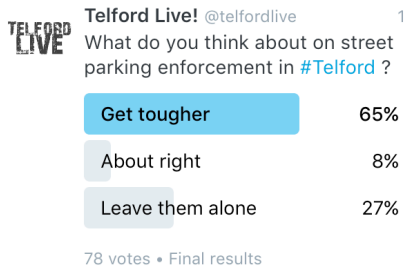 TELFORD
LIVE
Telford Live! @telfordlive 1
What do you think about on street
parking enforcement in #Telford ?
Get tougher 65%
About right 8%
Leave them alone 27%
78 votes • Final results